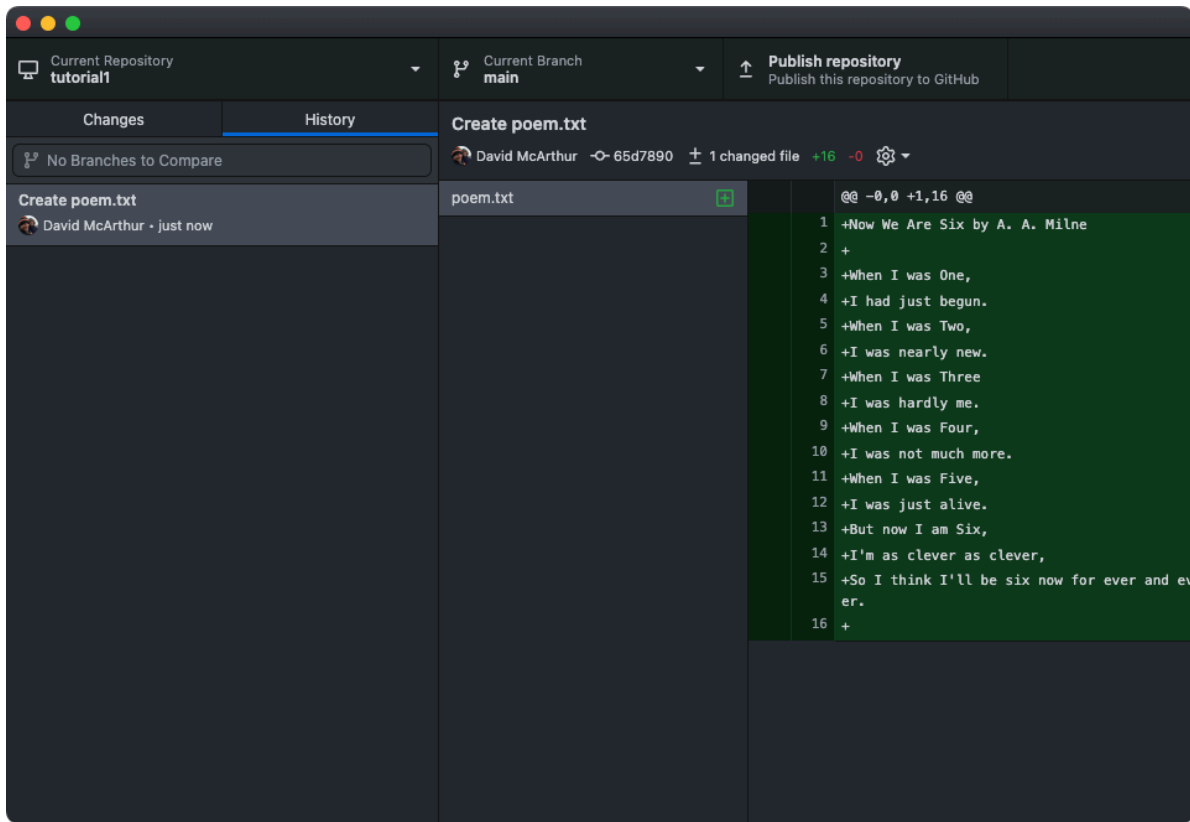 Current Repository
tutorial1
Current Branch
main
Publish repository
Publish this repository to GitHub
Changes
History
No Branches to Compare
Create poem.txt
David McArthur • just now
Create poem.txt
David McArthur 65d7890 1 changed file +16 -0
poem.txt
@@ -0,0 +1,16 @@
1 +Now We Are Six by A. A. Milne
2 +
3 +When I was One,
4 +I had just begun.
5 +When I was Two,
6 +I was nearly new.
7 +When I was Three
8 +I was hardly me.
9 +When I was Four,
10 +I was not much more.
11 +When I was Five,
12 +I was just alive.
13 +But now I am Six,
14 +I'm as clever as clever,
15 +So I think I'll be six now for ever and ev
er.
16 +